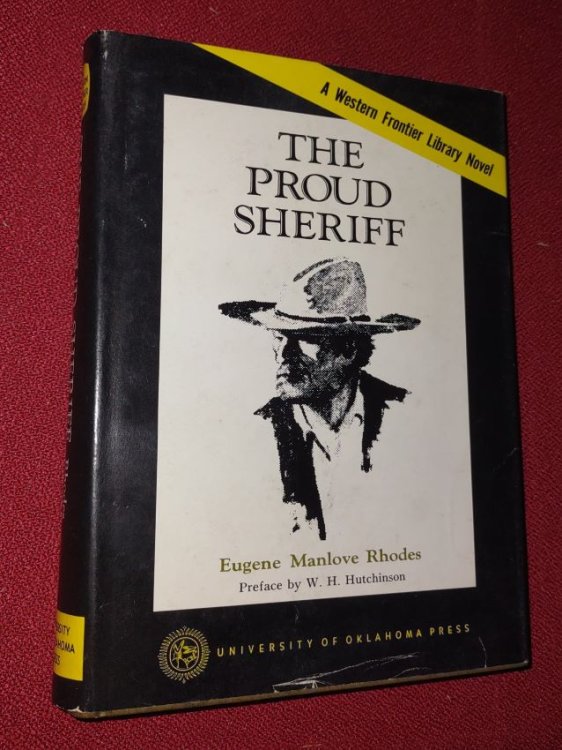 A Western Frontier Library Novel
THE
PROUD
SHERIFF
Eugene Manlove Rhodes
Preface by W. H. Hutchinson
UNIVERSITY OF OKLAHOMA PRESS